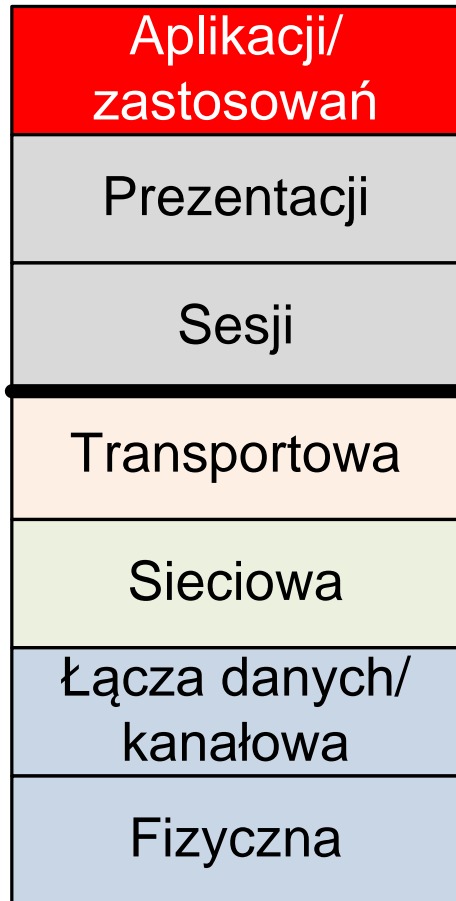 Aplikacji/
zastosowań
Prezentacji
Sesji
Transportowa
Sieciowa
Łącza danych/
kanałowa
Fizyczna